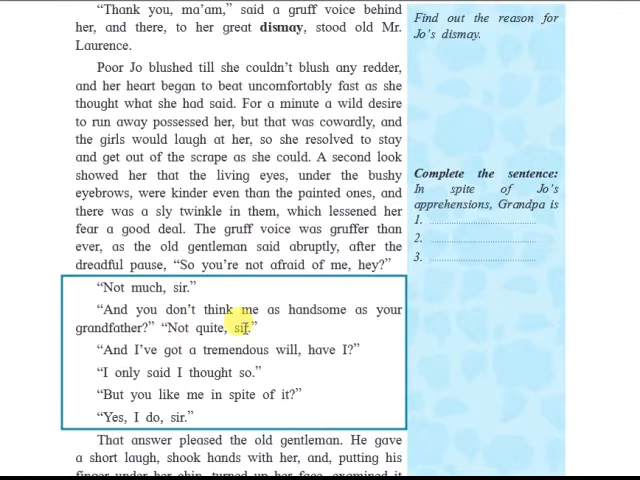 "Thank you, ma'am," said a gruff voice behind
her, and there, to her great dismay, stood old Mr.
Laurence.
Poor Jo blushed till she couldn't blush any redder,
and her heart began to beat uncomfortably fast as she
thought what she had said. For a minute a wild desire
to run away possessed her, but that was cowardly, and
the girls would laugh at her, so she resolved to stay
and get out of the scrape as she could. A second look
showed her that the living eyes, under the bushy
eyebrows, were kinder even than the painted ones, and
there was a sly twinkle in them, which lessened her
fear a good deal. The gruff voice was gruffer than
ever, as the old gentleman said abruptly, after the
dreadful pause, "So you're not afraid of me, hey?"
"Not much, sir."
"And you don't think me as handsome as your
grandfather?" "Not quite, sir."
"And I've got a tremendous will, have I?"
"I only said I thought so."
"But you like me in spite of it?"
"Yes, I do, sir."
That answer pleased the old gentleman. He gave
a short laugh, shook hands with her, and, putting his
finger under her chin, turned up her face, examined it
Find out the reason for
Jo's dismay.
Complete the sentence:
In spite of Jo's
apprehensions, Grandpa is
1. ..................................
2. ..................................
3. ..................................